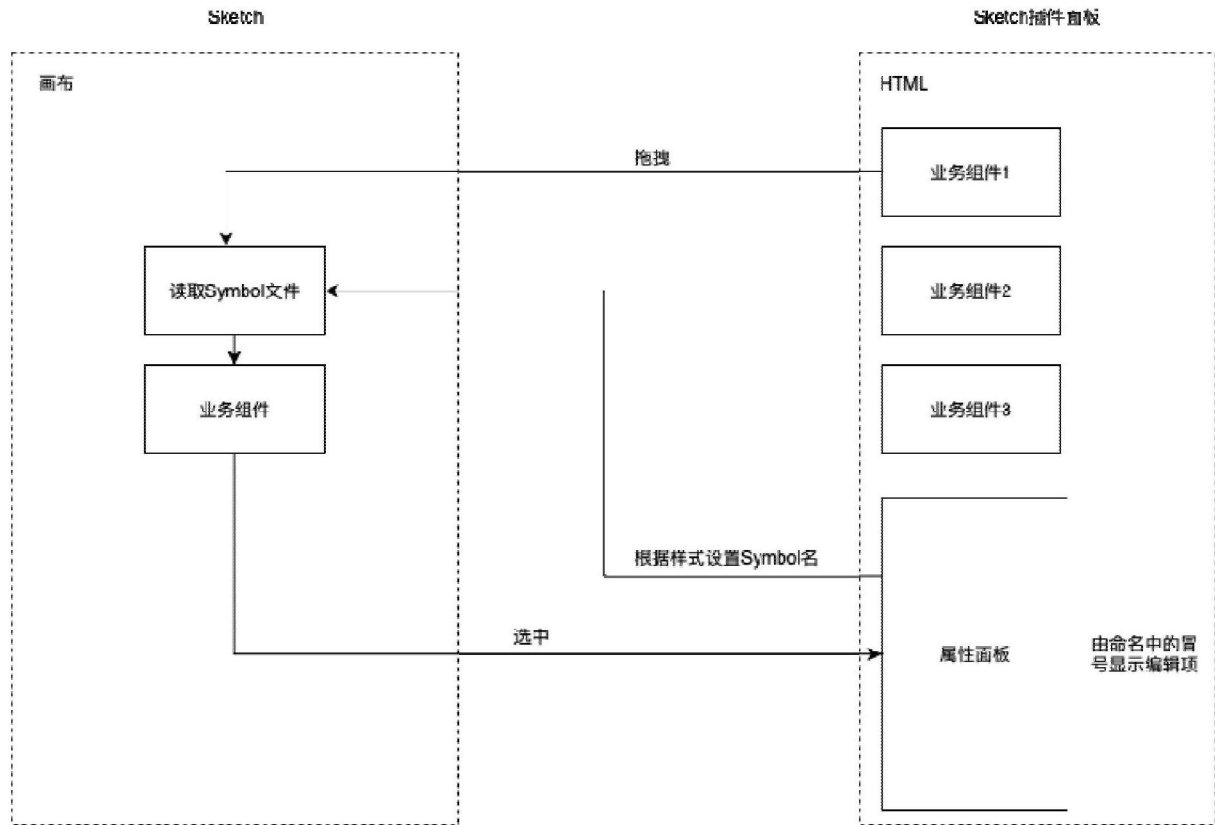 Sketch
Sketch插件面板
画布
HTML
拖拽
业务组件1
读取Symbol文件
业务组件2
业务组件
业务组件3
根据样式设置Symbol名
选中
属性面板
由命名中的冒
号显示编辑项